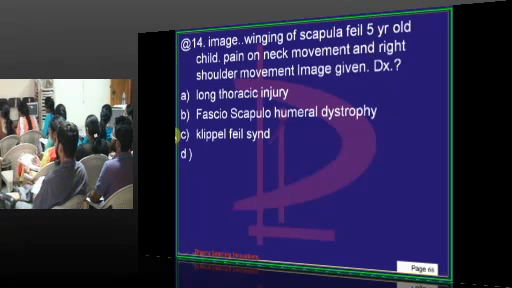 @14. image..winging of scapula feil 5 yr old
child. pain on neck movement and right
shoulder movement Image given. Dx.?
a) long thoracic injury
b) Fascio Scapulo humeral dystrophy
c) klippel feil synd
d)
Page 66